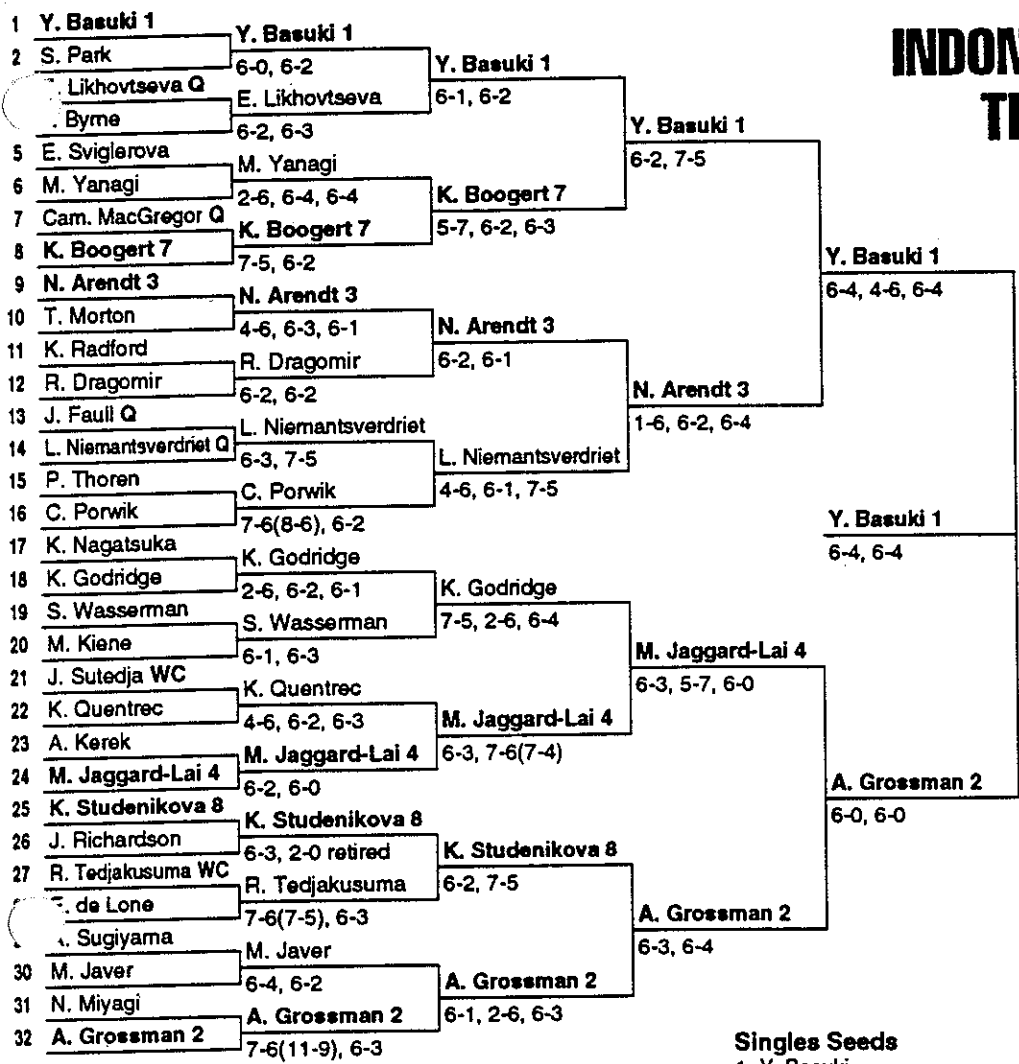 INDON
TI
1 Y. Basuki 1
2 S. Park
. Likhovtseva Q
. Byrne
5 E. Sviglerova
6 M. Yanagi
7 Cam. MacGregor Q
8 K. Boogert 7
9 N. Arendt 3
10 T. Morton
11 K. Radford
12 R. Dragomir
13 J. Faull Q
14 L. Niemantsverdriet Q
15 P. Thoren
16 C. Porwik
17 K. Nagatsuka
18 K. Godridge
19 S. Wasserman
20 M. Kiene
21 J. Sutedja WC
22 K. Quentrec
23 A. Kerek
24 M. Jaggard-Lai 4
25 K. Studenikova 8
26 J. Richardson
27 R. Tedjakusuma WC
. de Lone
. Sugiyama
30 M. Javer
31 N. Miyagi
32 A. Grossman 2
Y. Basuki 1
6-0, 6-2
E. Likhovtseva
6-2, 6-3
M. Yanagi
2-6, 6-4, 6-4
K. Boogert 7
7-5, 6-2
N. Arendt 3
4-6, 6-3, 6-1
R. Dragomir
6-2, 6-2
L. Niemantsverdriet
6-3, 7-5
C. Porwik
7-6(8-6), 6-2
K. Godridge
2-6, 6-2, 6-1
S. Wasserman
6-1, 6-3
K. Quentrec
4-6, 6-2, 6-3
M. Jaggard-Lai 4
6-2, 6-0
K. Studenikova 8
6-3, 2-0 retired
R. Tedjakusuma
7-6(7-5), 6-3
M. Javer
6-4, 6-2
A. Grossman 2
7-6(11-9), 6-3
Y. Basuki 1
6-1, 6-2
K. Boogert 7
5-7, 6-2, 6-3
N. Arendt 3
6-2, 6-1
L. Niemantsverdriet
4-6, 6-1, 7-5
K. Godridge
7-5, 2-6, 6-4
M. Jaggard-Lai 4
6-3, 7-6(7-4)
K. Studenikova 8
6-2, 7-5
A. Grossman 2
6-1, 2-6, 6-3
Y. Basuki 1
6-2, 7-5
N. Arendt 3
1-6, 6-2, 6-4
M. Jaggard-Lai 4
6-3, 5-7, 6-0
A. Grossman 2
6-3, 6-4
Y. Basuki 1
6-4, 4-6, 6-4
A. Grossman 2
6-0, 6-0
Y. Basuki 1
6-4, 6-4
Singles Seeds
1. Y. Basuki